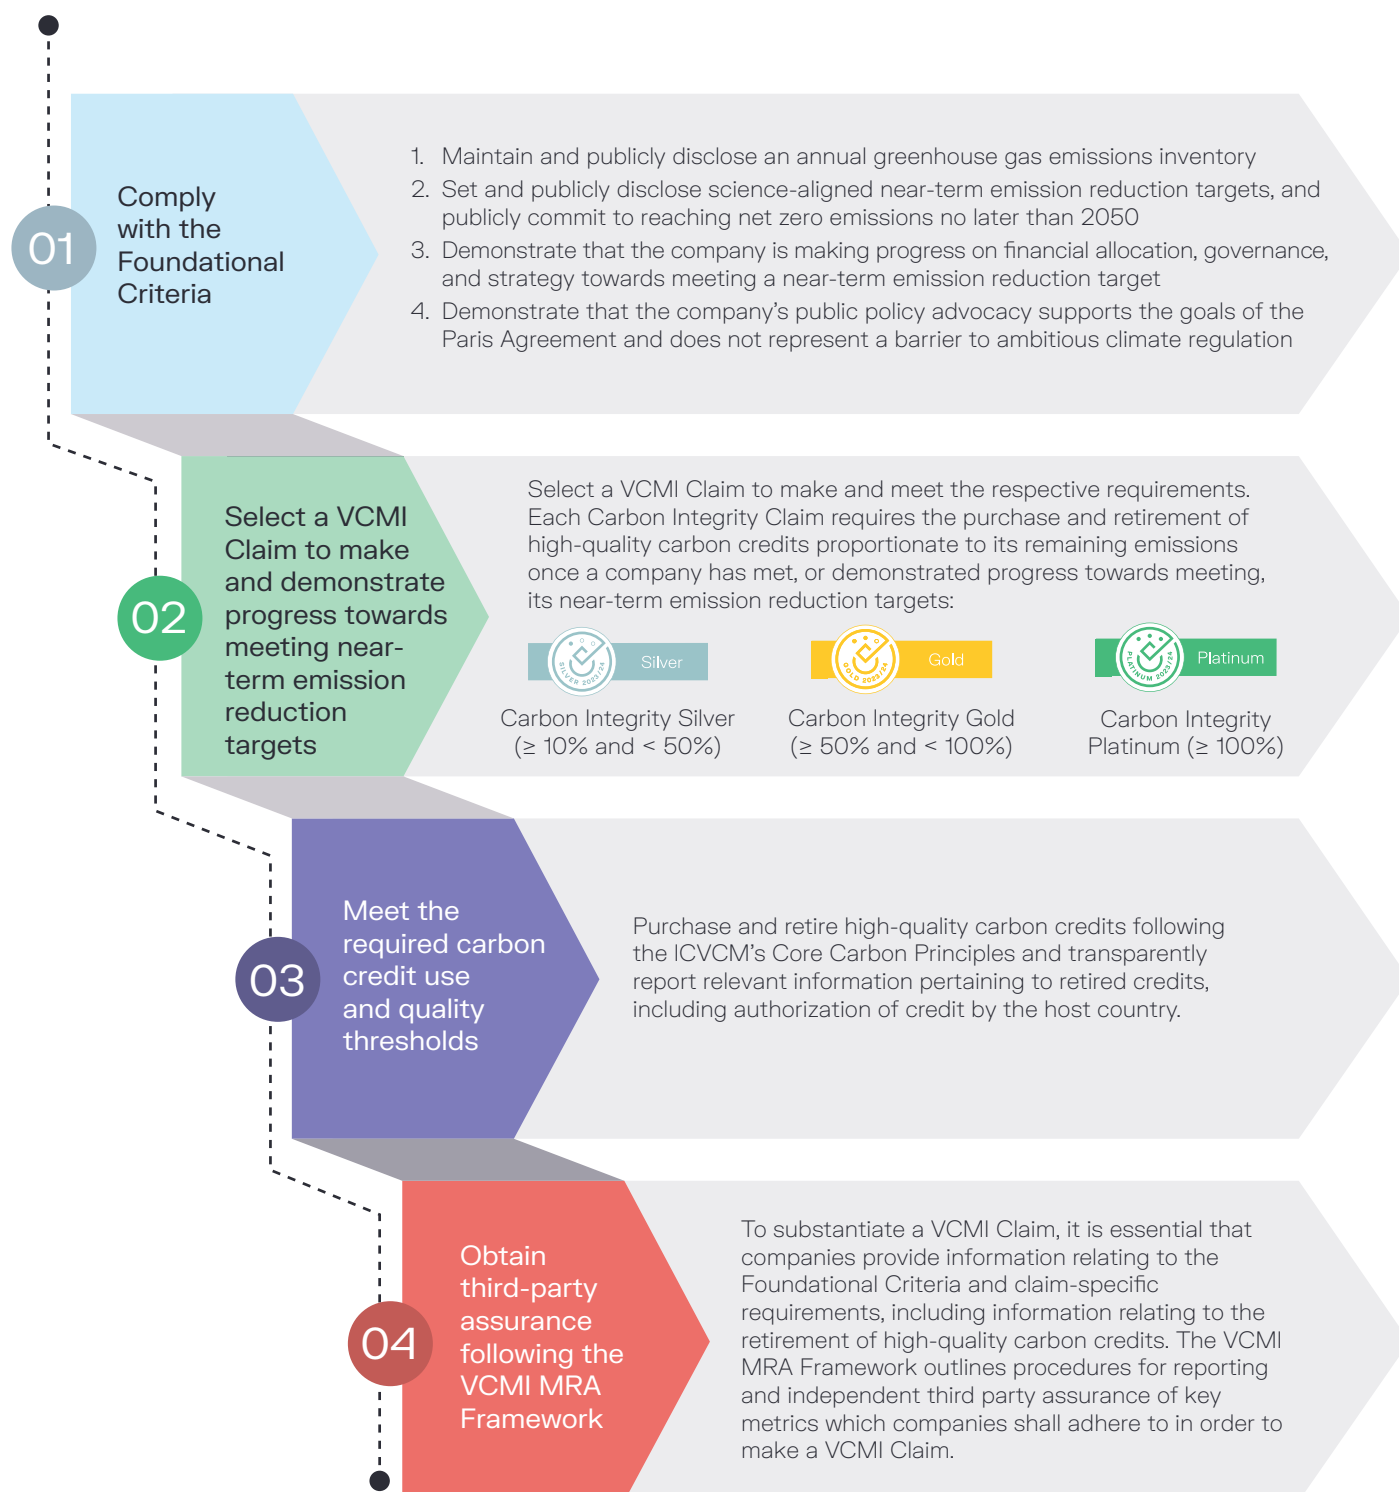 01
Comply
with the
Foundational
Criteria
1. Maintain and publicly disclose an annual greenhouse gas emissions inventory
2. Set and publicly disclose science-aligned near-term emission reduction targets, and
publicly commit to reaching net zero emissions no later than 2050
3. Demonstrate that the company is making progress on financial allocation, governance,
and strategy towards meeting a near-term emission reduction target
4. Demonstrate that the company's public policy advocacy supports the goals of the
Paris Agreement and does not represent a barrier to ambitious climate regulation
02
Select a VCMI
Claim to make
and demonstrate
progress towards
meeting near-
term emission
reduction
targets
Select a VCMI Claim to make and meet the respective requirements.
Each Carbon Integrity Claim requires the purchase and retirement of
high-quality carbon credits proportionate to its remaining emissions
once a company has met, or demonstrated progress towards meeting,
its near-term emission reduction targets:
SILVER 2023/24
Silver
GOLD 2023/24
Gold
PLATINUM 2023/24
Platinum
Carbon Integrity Silver
(≥ 10% and < 50%)
Carbon Integrity Gold
(≥ 50% and < 100%)
Carbon Integrity
Platinum (≥ 100%)
03
Meet the
required carbon
credit use
and quality
thresholds
Purchase and retire high-quality carbon credits following
the ICVCM's Core Carbon Principles and transparently
report relevant information pertaining to retired credits,
including authorization of credit by the host country.
04
Obtain
third-party
assurance
following the
VCMI MRA
Framework
To substantiate a VCMI Claim, it is essential that
companies provide information relating to the
Foundational Criteria and claim-specific
requirements, including information relating to the
retirement of high-quality carbon credits. The VCMI
MRA Framework outlines procedures for reporting
and independent third party assurance of key
metrics which companies shall adhere to in order to
make a VCMI Claim.